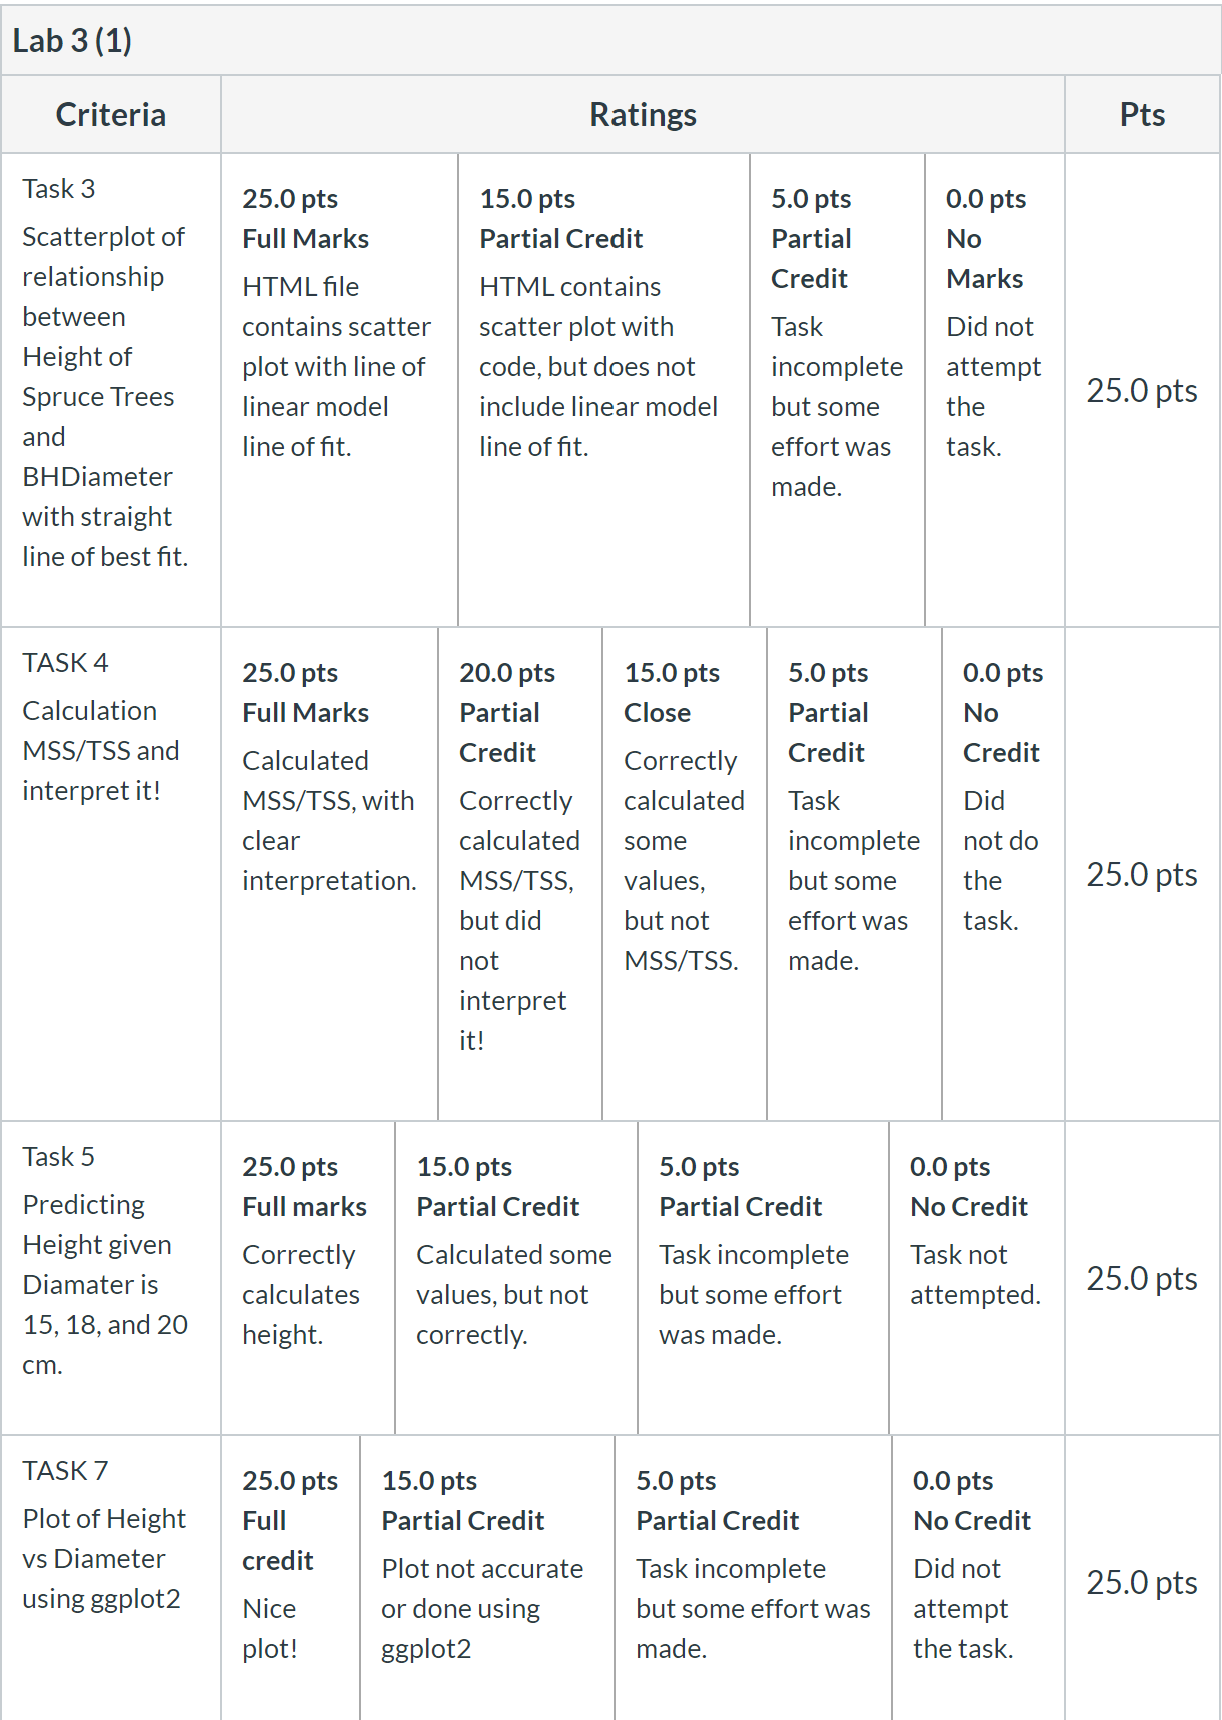 Lab 3 (1)
Criteria
Ratings
Pts
Task 3
Scatterplot of
relationship
between
Height of
Spruce Trees
and
BHDiameter
with straight
line of best fit.
25.0 pts
Full Marks
HTML file
contains scatter
plot with line of
linear model
line of fit.
15.0 pts
Partial Credit
HTML contains
scatter plot with
code, but does not
include linear model
line of fit.
5.0 pts
Partial
Credit
Task
incomplete
but some
effort was
made.
0.0 pts
No
Marks
Did not
attempt
the
task.
25.0 pts
TASK 4
Calculation
MSS/TSS and
interpret it!
25.0 pts
Full Marks
Calculated
MSS/TSS, with
clear
interpretation.
20.0 pts
Partial
Credit
Correctly
calculated
MSS/TSS,
but did
not
interpret
it!
15.0 pts
Close
Correctly
calculated
some
values,
but not
MSS/TSS.
5.0 pts
Partial
Credit
Task
incomplete
but some
effort was
made.
0.0 pts
No
Credit
Did
not do
the
task.
25.0 pts
Task 5
Predicting
Height given
Diamater is
15, 18, and 20
cm.
25.0 pts
Full marks
Correctly
calculates
height.
15.0 pts
Partial Credit
Calculated some
values, but not
correctly.
5.0 pts
Partial Credit
Task incomplete
but some effort
was made.
0.0 pts
No Credit
Task not
attempted.
25.0 pts
TASK 7
Plot of Height
vs Diameter
using ggplot2
25.0 pts
Full
credit
Nice
plot!
15.0 pts
Partial Credit
Plot not accurate
or done using
ggplot2
5.0 pts
Partial Credit
Task incomplete
but some effort was
made.
0.0 pts
No Credit
Did not
attempt
the task.
25.0 pts